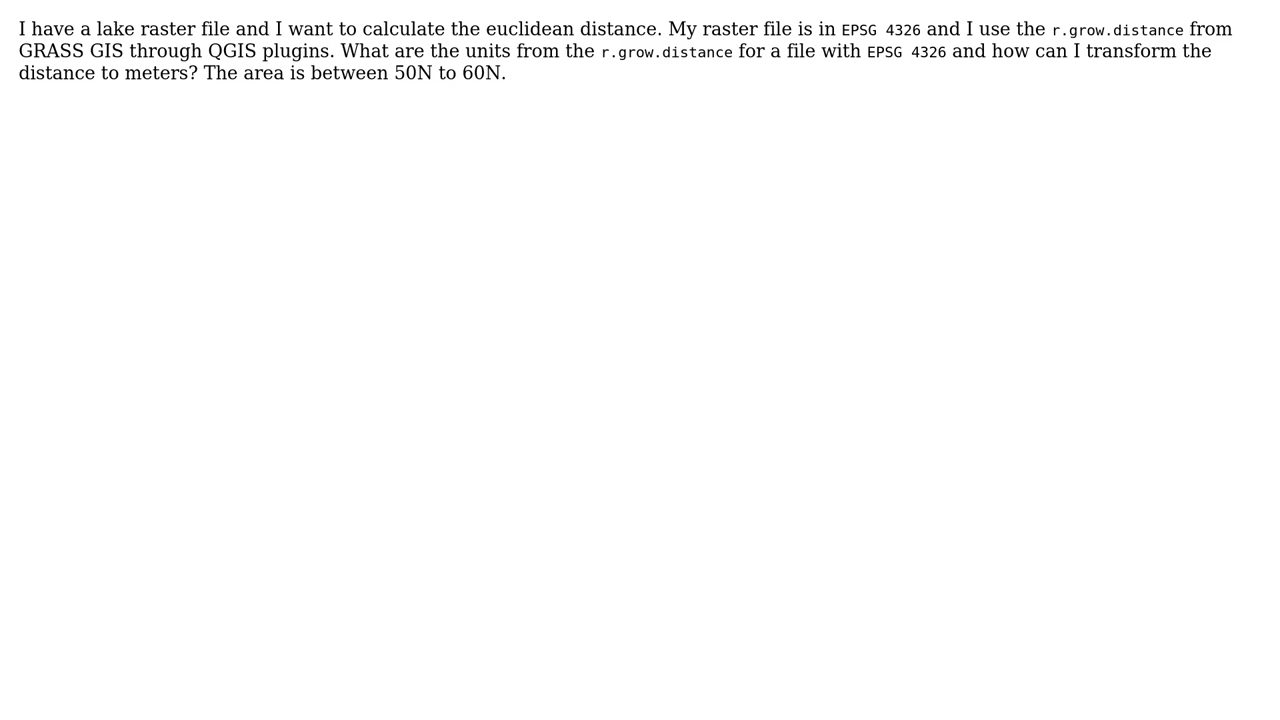 I have a lake raster file and I want to calculate the euclidean distance. My raster file is in EPSG 4326 and I use the r.grow.distance from
GRASS GIS through QGIS plugins. What are the units from the r.grow.distance for a file with EPSG 4326 and how can I transform the
distance to meters? The area is between 50N to 60N.